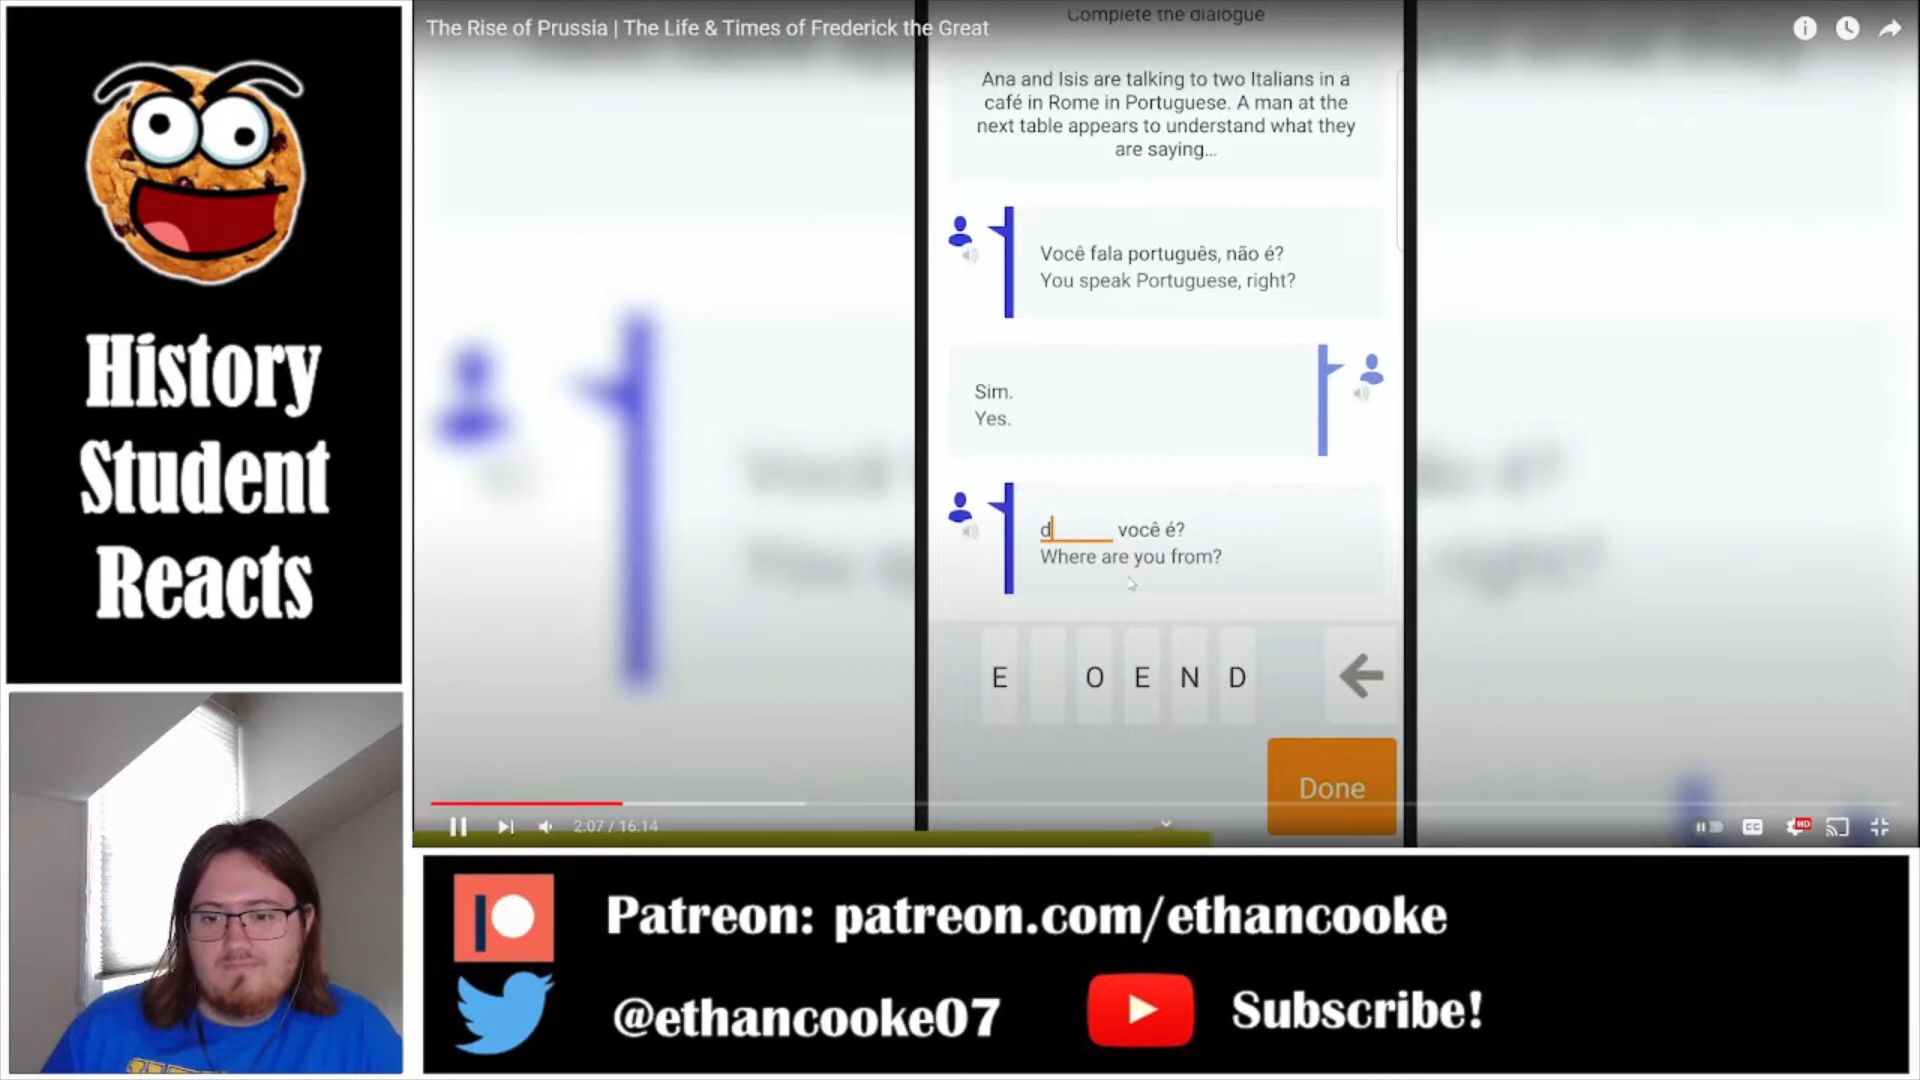 The Rise of Prussia | The Life & Times of Frederick the Great
Complete the dialogue
Ana and Isis are talking to two Italians in a
café in Rome in Portuguese. A man at the
next table appears to understand what they
are saying...
Você fala português, não é?
You speak Portuguese, right?
Sim.
Yes.
d você é?
Where are you from?
E O E N D
Done
2:07 / 16:14
CC
HD
History
Student
Reacts
Patreon: patreon.com/ethancooke
@ethancooke07
Subscribe!